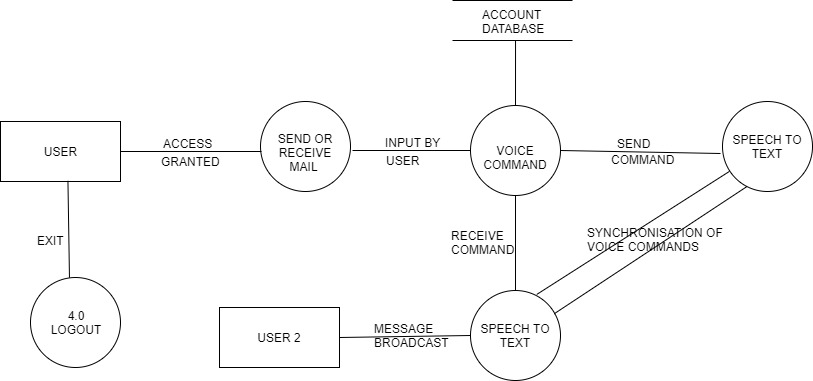 ACCOUNT
DATABASE
USER
ACCESS
GRANTED
SEND OR
RECEIVE
MAIL
INPUT BY
USER
VOICE
COMMAND
SEND
COMMAND
SPEECH TO
TEXT
EXIT
RECEIVE
COMMAND
SYNCHRONISATION OF
VOICE COMMANDS
4.0
LOGOUT
USER 2
MESSAGE
BROADCAST
SPEECH TO
TEXT